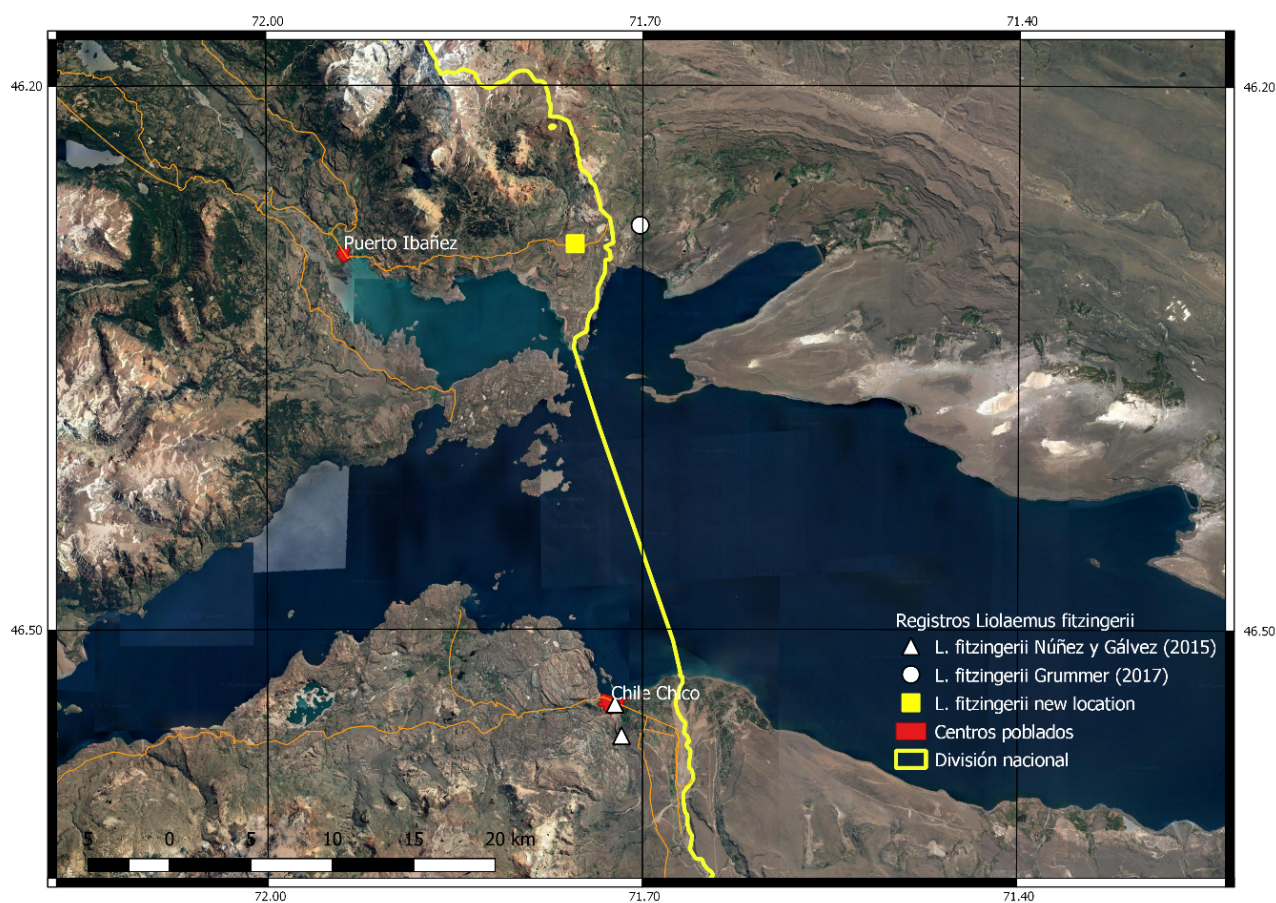 72.00 71.70 71.40
46.20 46.20
Puerto Ibañez
46.50 46.50
Registros Liolaemus fitzingerii
L. fitzingerii Núñez y Gálvez (2015)
L. fitzingerii Grummer (2017)
L. fitzingerii new location
Centros poblados
División nacional
Chile Chico
5 0 5 10 15 20 km
72.00 71.70 71.40